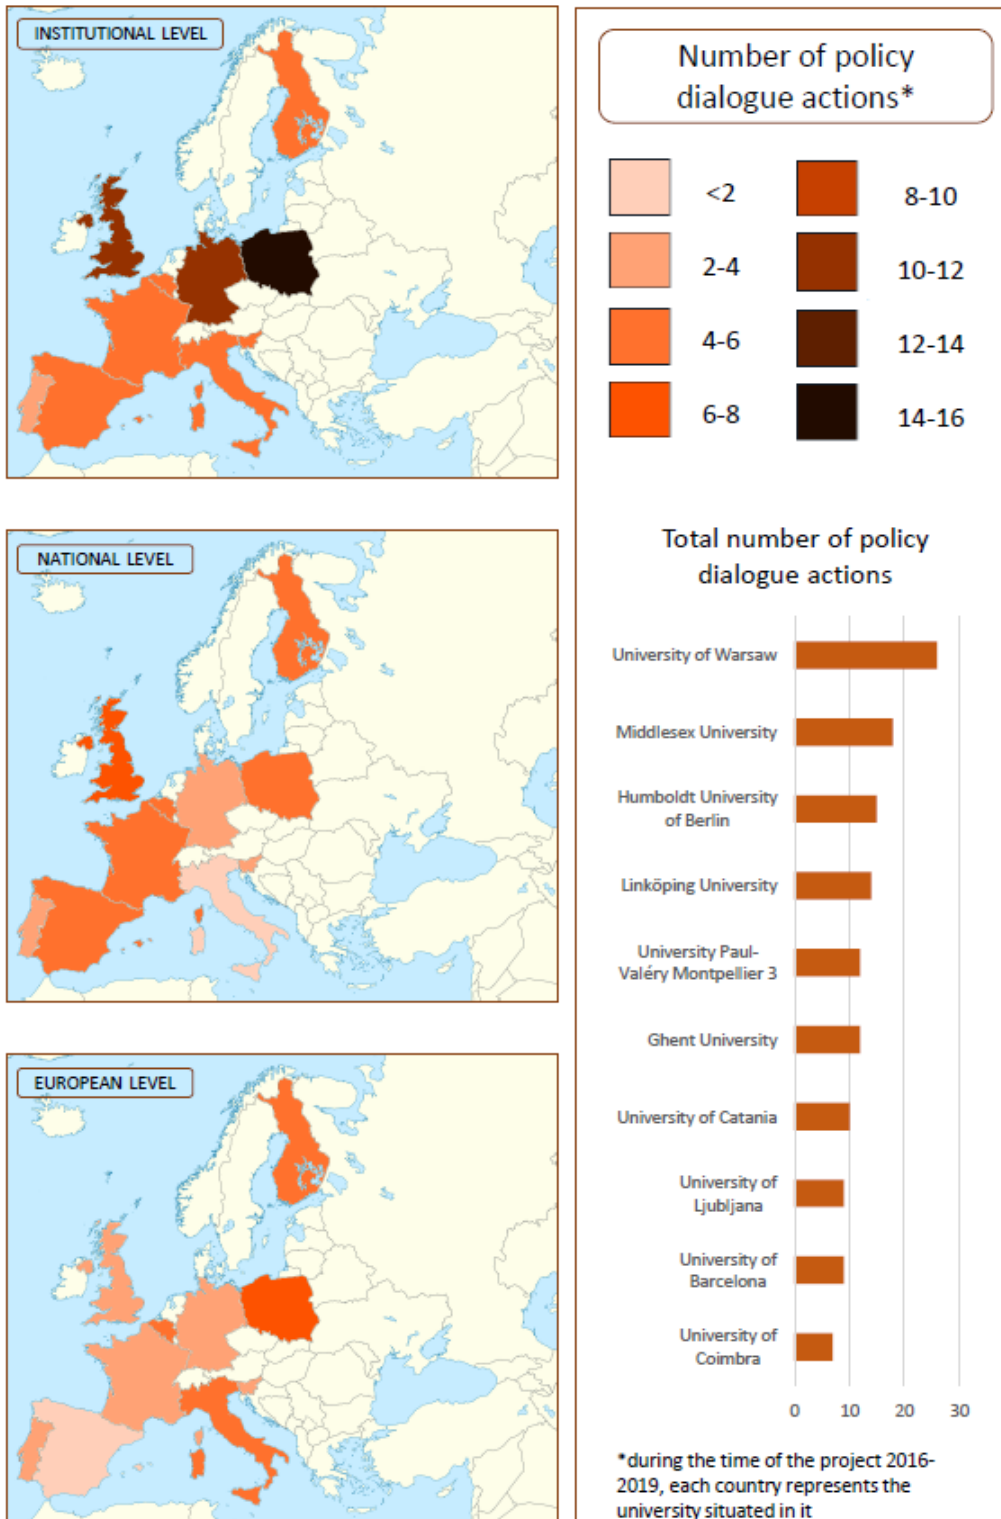 INSTITUTIONAL LEVEL
NATIONAL LEVEL
EUROPEAN LEVEL
Number of policy
dialogue actions*
<2
8-10
2-4
10-12
4-6
12-14
6-8
14-16
Total number of policy
dialogue actions
University of Warsaw
Middlesex University
Humboldt University
of Berlin
Linköping University
University Paul-
Valéry Montpellier 3
Ghent University
University of Catania
University of
Ljubljana
University of
Barcelona
University of
Coimbra
0 10 20 30
*during the time of the project 2016-
2019, each country represents the
university situated in it